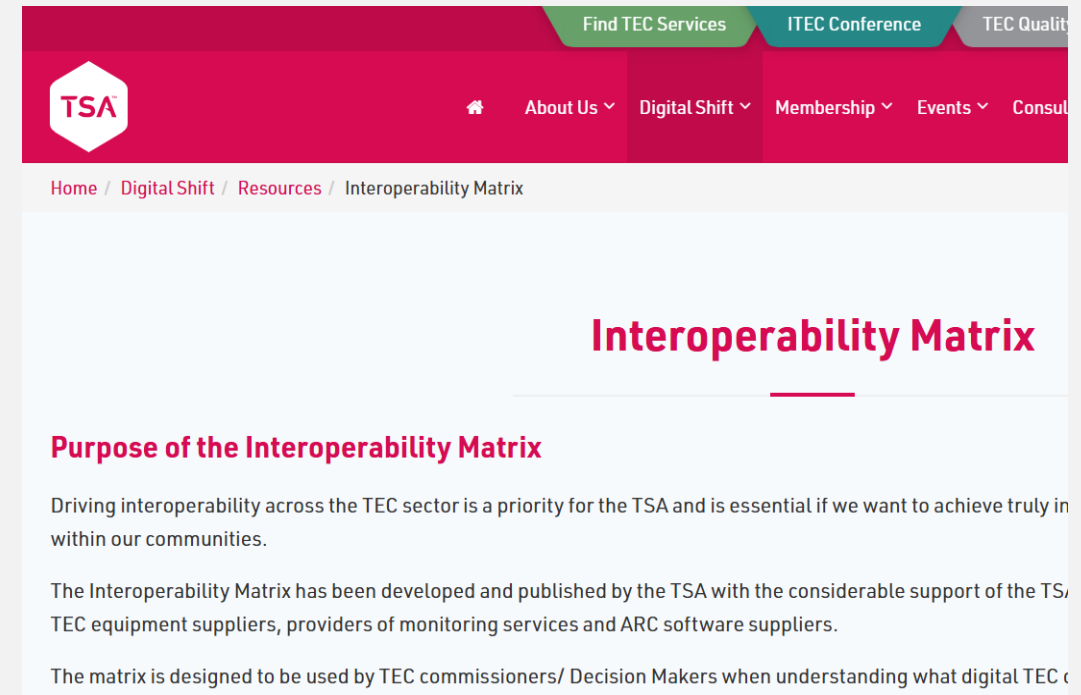 Find TEC Services ITEC Conference TEC Quality
TSA™
About Us Digital Shift Membership Events Consul
Home / Digital Shift / Resources / Interoperability Matrix
Interoperability Matrix
Purpose of the Interoperability Matrix
Driving interoperability across the TEC sector is a priority for the TSA and is essential if we want to achieve truly in
within our communities.
The Interoperability Matrix has been developed and published by the TSA with the considerable support of the TSA
TEC equipment suppliers, providers of monitoring services and ARC software suppliers.
The matrix is designed to be used by TEC commissioners/ Decision Makers when understanding what digital TEC